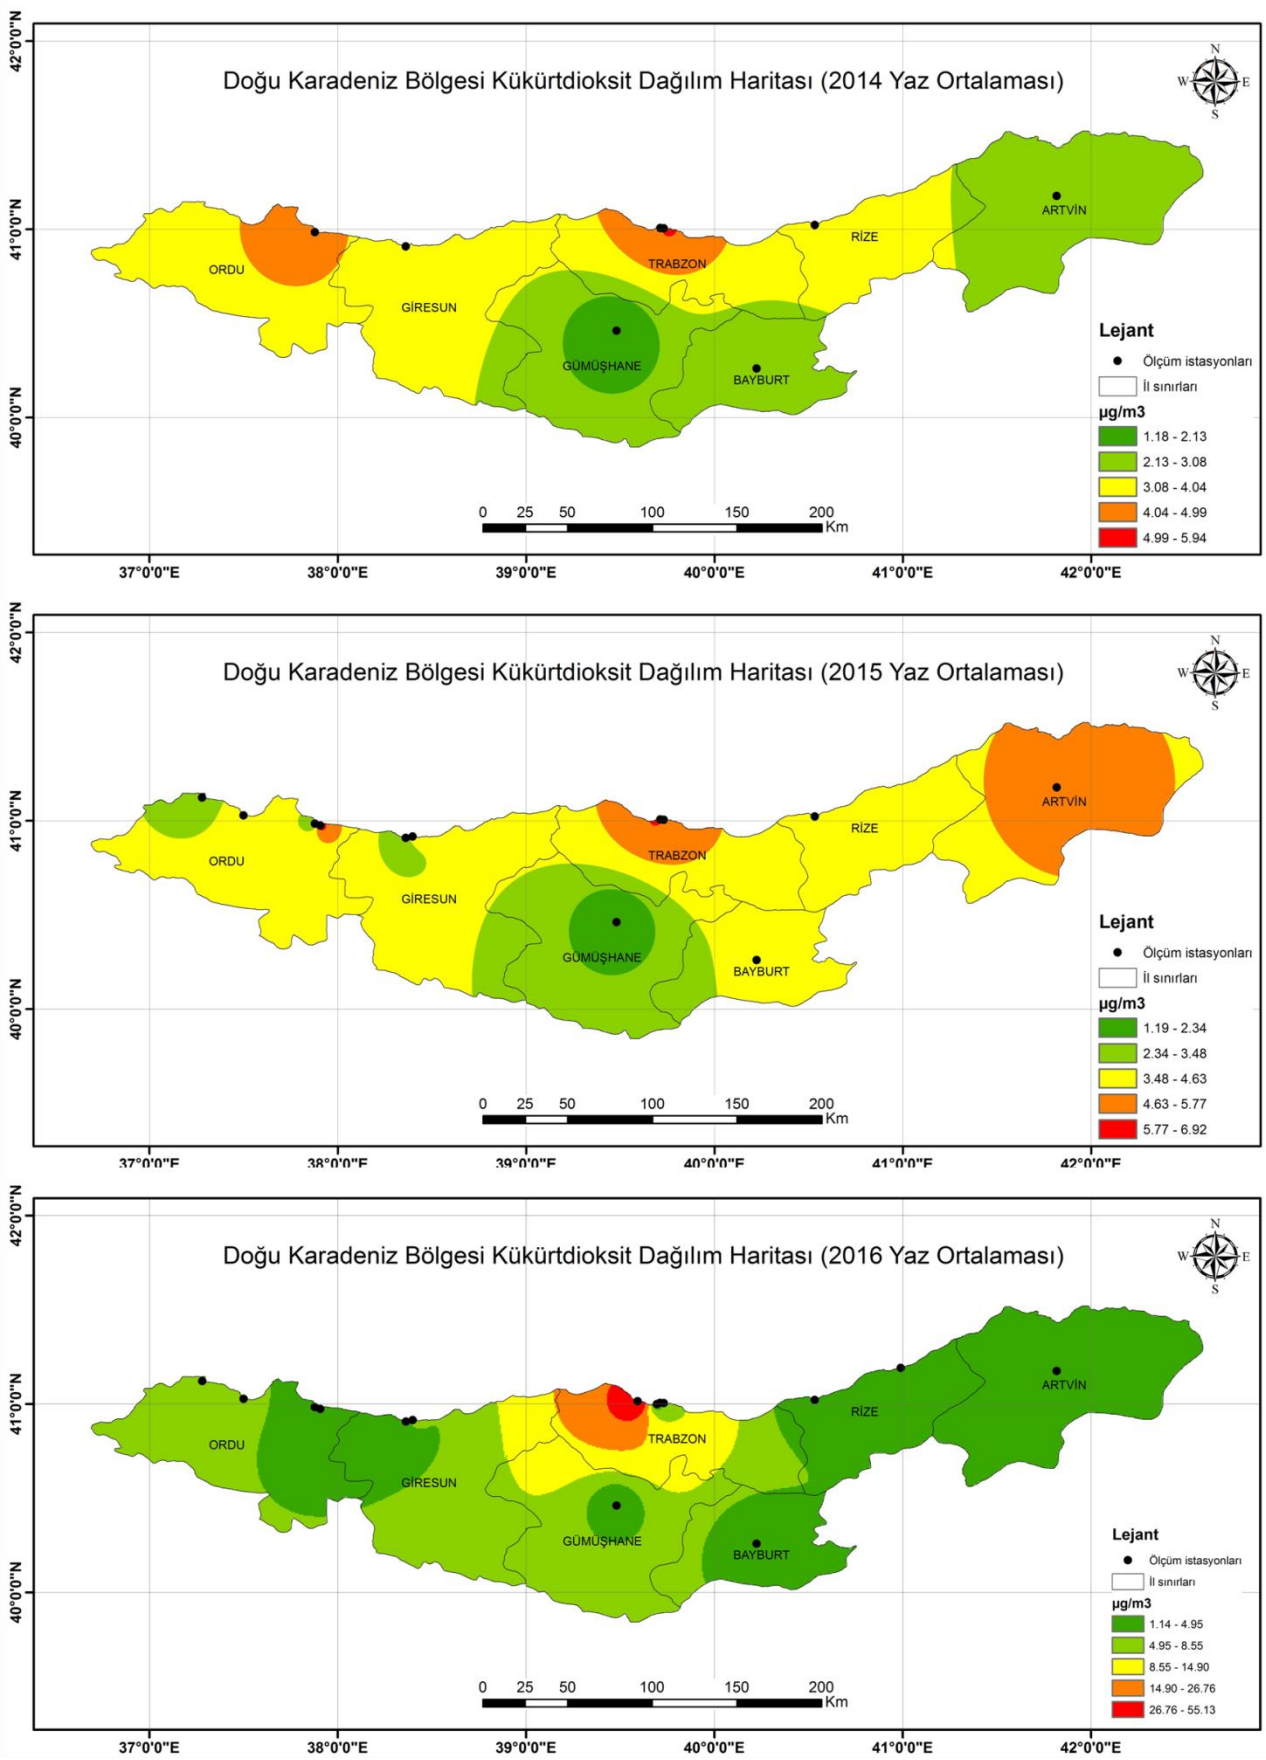 Doğu Karadeniz Bölgesi Kükürtdioksit Dağılım Haritası (2014 Yaz Ortalaması)
N
W E
S
42°0'0"N
41°0'0"N
40°0'0"N
ARTVİN
RİZE
TRABZON
ORDU
GİRESUN
GÜMÜŞHANE
BAYBURT
Lejant
Ölçüm istasyonları
İl sınırları
µg/m3
1.18 - 2.13
2.13 - 3.08
3.08 - 4.04
4.04 - 4.99
4.99 - 5.94
0 25 50 100 150 200
Km
37°0'0"E 38°0'0"E 39°0'0"E 40°0'0"E 41°0'0"E 42°0'0"E
Doğu Karadeniz Bölgesi Kükürtdioksit Dağılım Haritası (2015 Yaz Ortalaması)
N
W E
S
42°0'0"N
41°0'0"N
40°0'0"N
ARTVİN
RİZE
TRABZON
ORDU
GİRESUN
GÜMÜŞHANE
BAYBURT
Lejant
Ölçüm istasyonları
İl sınırları
µg/m3
1.19 - 2.34
2.34 - 3.48
3.48 - 4.63
4.63 - 5.77
5.77 - 6.92
0 25 50 100 150 200
Km
37°0'0"E 38°0'0"E 39°0'0"E 40°0'0"E 41°0'0"E 42°0'0"E
Doğu Karadeniz Bölgesi Kükürtdioksit Dağılım Haritası (2016 Yaz Ortalaması)
N
W E
S
42°0'0"N
41°0'0"N
40°0'0"N
ARTVİN
RİZE
TRABZON
ORDU
GİRESUN
GÜMÜŞHANE
BAYBURT
Lejant
Ölçüm istasyonları
İl sınırları
µg/m3
1.14 - 4.95
4.95 - 8.55
8.55 - 14.90
14.90 - 26.76
26.76 - 55.13
0 25 50 100 150 200
Km
37°0'0"E 38°0'0"E 39°0'0"E 40°0'0"E 41°0'0"E 42°0'0"E